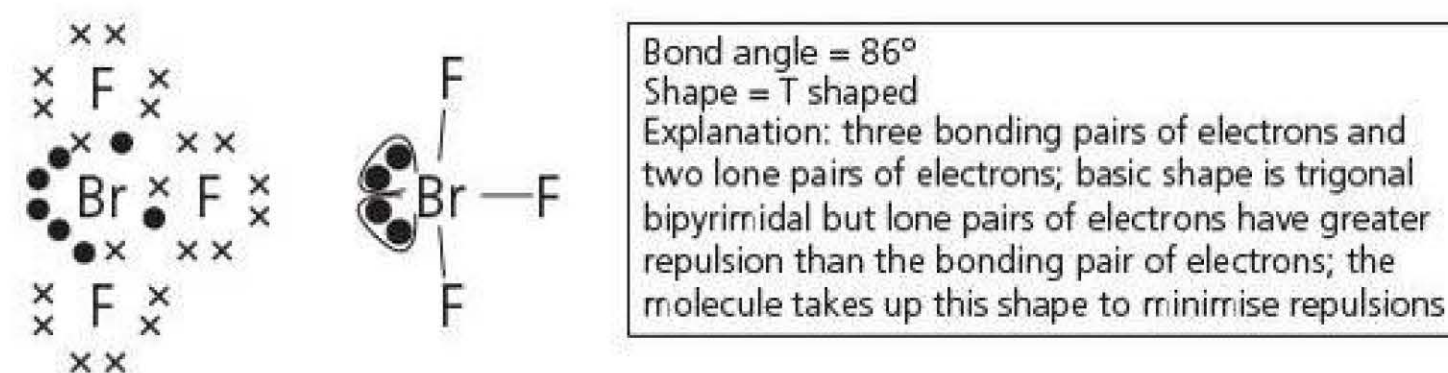 F
Br F
F
F
Br F
F
Bond angle = 86°
Shape = T shaped
Explanation: three bonding pairs of electrons and
two lone pairs of electrons; basic shape is trigonal
bipyrimidal but lone pairs of electrons have greater
repulsion than the bonding pair of electrons; the
molecule takes up this shape to minimise repulsions